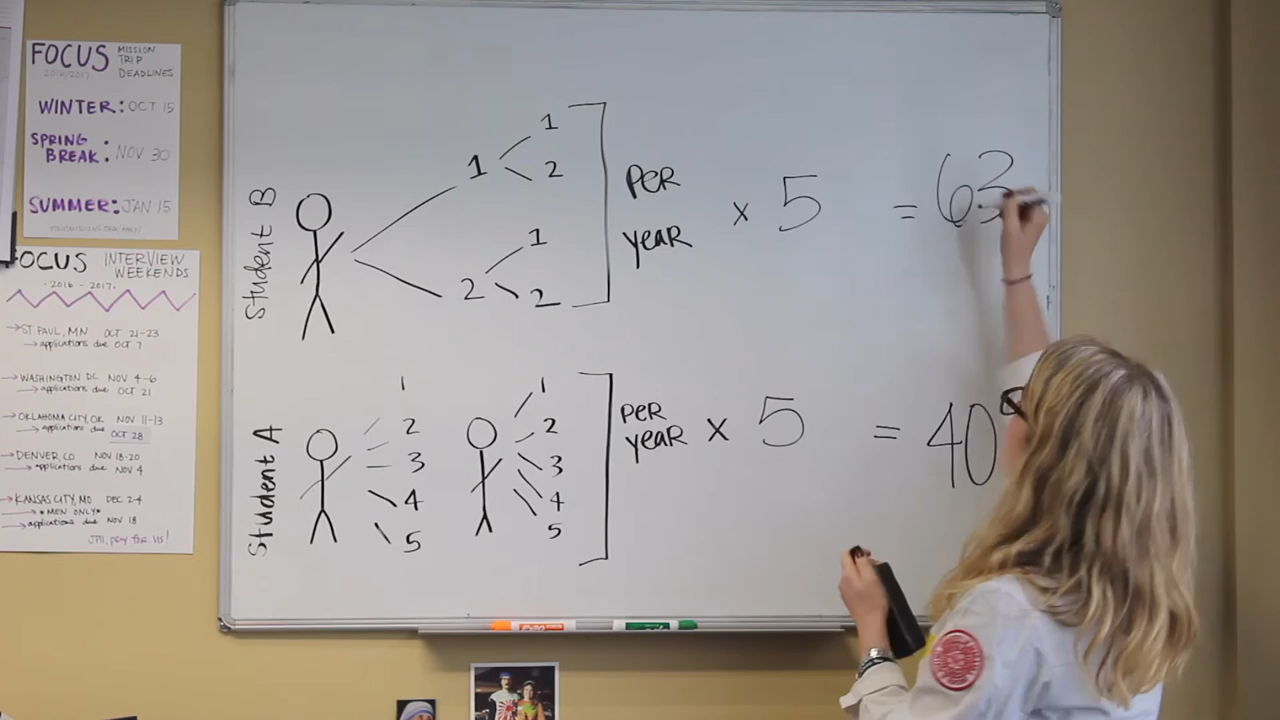 FOCUS
2016/2017
MISSION
TRIP
DEADLINES
WINTER: OCT 15
SPRING
BREAK: NOV 30
SUMMER: JAN 15
FOCUS INTERVIEW
WEEKENDS
- 2016 - 2017 -
→ ST. PAUL, MN OCT 21-23
→ applications due OCT 7
→ WASHINGTON DC NOV 4-6
→ applications due OCT 21
→ OKLAHOMA CITY, OK NOV 11-13
→ applications due OCT 28
→ DENVER, CO NOV 18-20
→ applications due NOV 4
→ KANSAS CITY, MO DEC 2-4
→ *MEN ONLY*
→ applications due NOV 18
JPII, pray for us!
Student B
1
1
2
2
1
2
PER
YEAR
× 5 = 63
Student A
1
2
3
4
5
1
2
3
4
5
PER
YEAR × 5 = 40